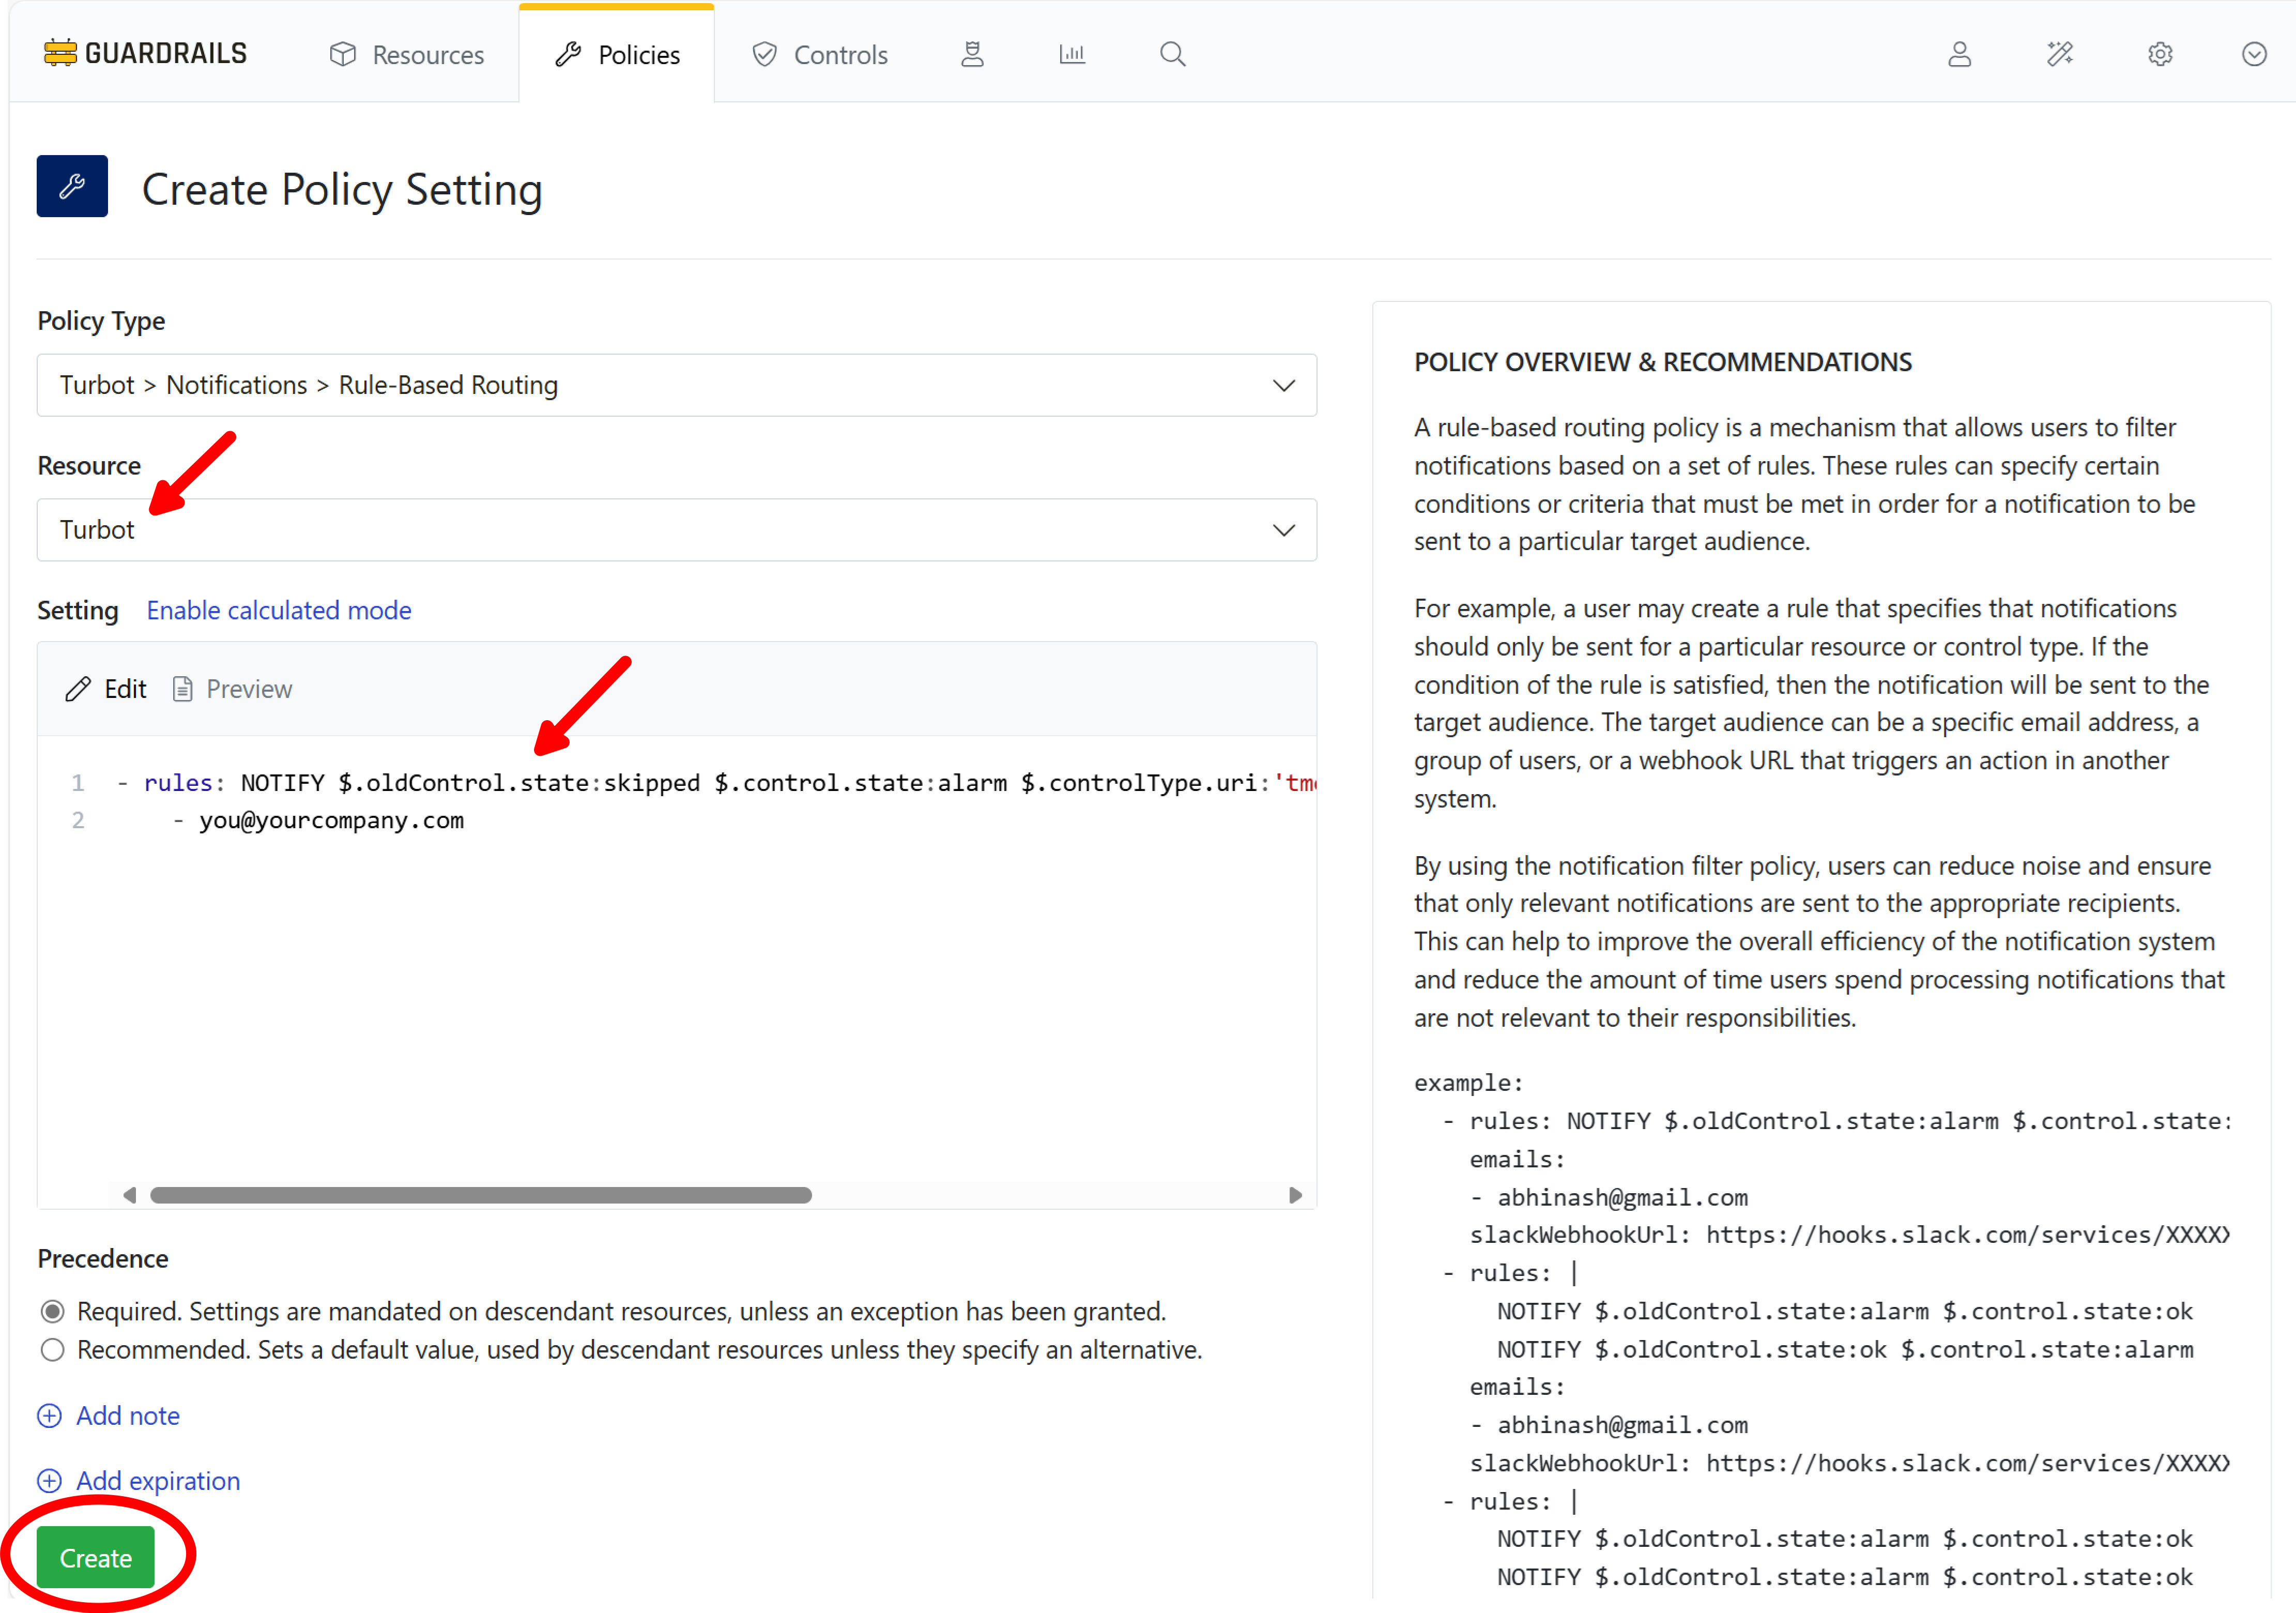 GUARDRAILS
Resources
Policies
Controls
Create Policy Setting
Policy Type
Turbot > Notifications > Rule-Based Routing
Resource
Turbot
Setting Enable calculated mode
Edit Preview
1 - rules: NOTIFY $.oldControl.state:skipped $.control.state:alarm $.controlType.uri:'tm
2 - you@yourcompany.com
Precedence
Required. Settings are mandated on descendant resources, unless an exception has been granted.
Recommended. Sets a default value, used by descendant resources unless they specify an alternative.
Add note
Add expiration
Create
POLICY OVERVIEW & RECOMMENDATIONS
A rule-based routing policy is a mechanism that allows users to filter
notifications based on a set of rules. These rules can specify certain
conditions or criteria that must be met in order for a notification to be
sent to a particular target audience.
For example, a user may create a rule that specifies that notifications
should only be sent for a particular resource or control type. If the
condition of the rule is satisfied, then the notification will be sent to the
target audience. The target audience can be a specific email address, a
group of users, or a webhook URL that triggers an action in another
system.
By using the notification filter policy, users can reduce noise and ensure
that only relevant notifications are sent to the appropriate recipients.
This can help to improve the overall efficiency of the notification system
and reduce the amount of time users spend processing notifications that
are not relevant to their responsibilities.
example:
- rules: NOTIFY $.oldControl.state:alarm $.control.state:
emails:
- abhinash@gmail.com
slackWebhookUrl: https://hooks.slack.com/services/XXXXX
- rules: |
NOTIFY $.oldControl.state:alarm $.control.state:ok
NOTIFY $.oldControl.state:ok $.control.state:alarm
emails:
- abhinash@gmail.com
slackWebhookUrl: https://hooks.slack.com/services/XXXXX
- rules: |
NOTIFY $.oldControl.state:alarm $.control.state:ok
NOTIFY $.oldControl.state:alarm $.control.state:ok